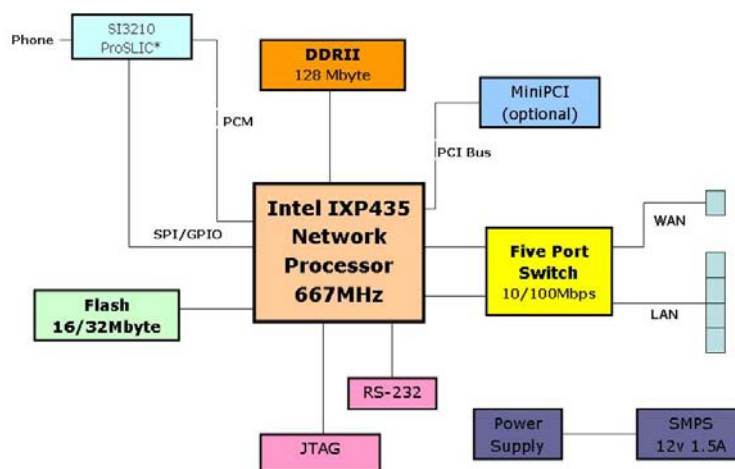 SI3210
ProSLIC*
Phone
DDRII
128 Mbyte
MiniPCI
(optional)
PCM
PCI Bus
SPI/GPIO
Intel IXP435
Network
Processor
667MHz
WAN
Five Port
Switch
10/100Mbps
LAN
Flash
16/32Mbyte
RS-232
JTAG
Power
Supply
SMPS
12v 1.5A